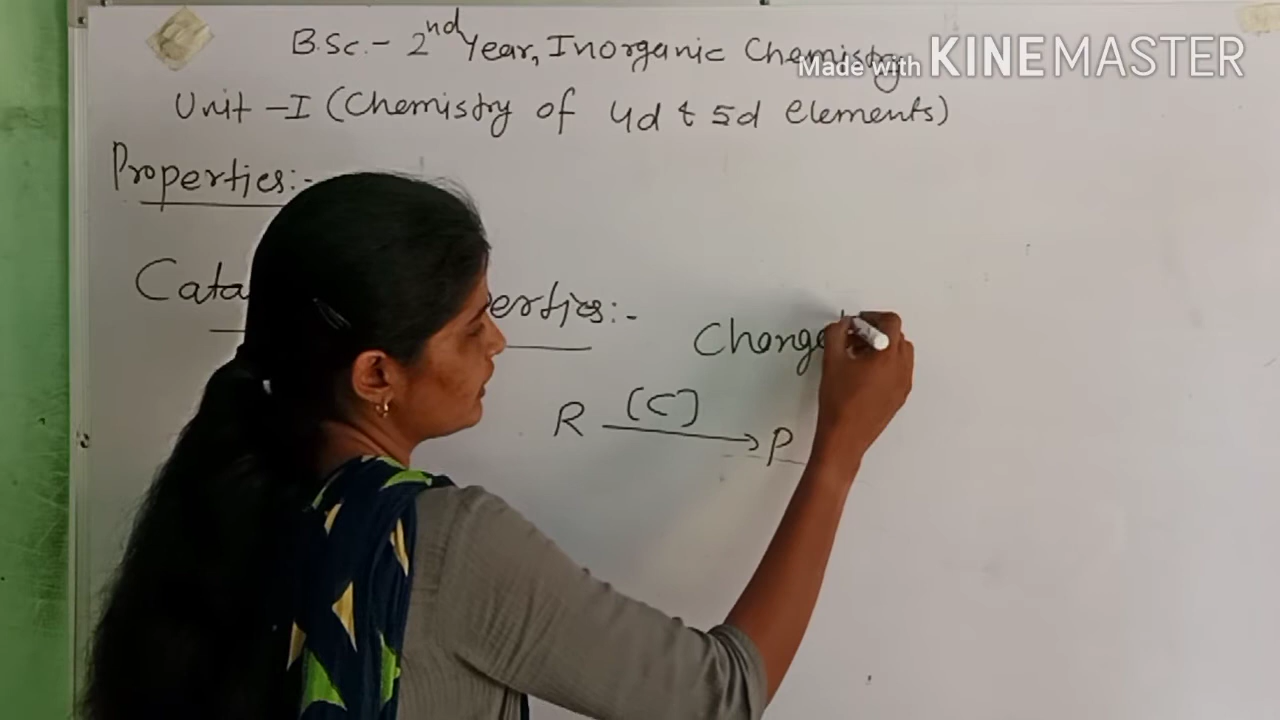 B.Sc.- 2nd Year, Inorganic Chemistry
Made with KINEMASTER
Unit -I (Chemistry of 4d & 5d elements)
Properties:-
Cata erties:-
Change
R (C) → P